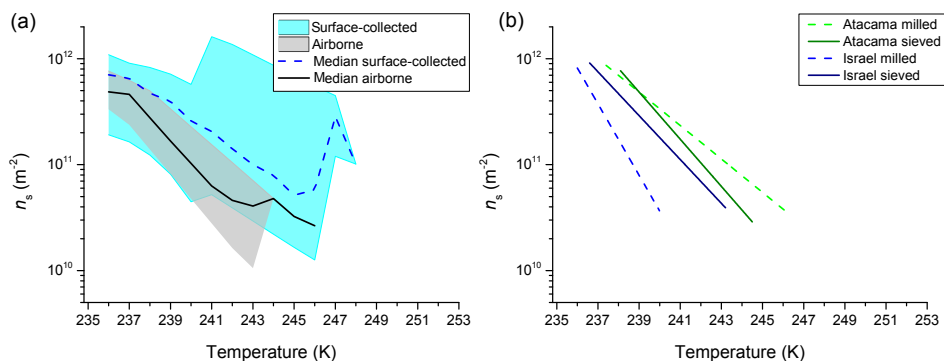 (a)
Surface-collected
Airborne
Median surface-collected
Median airborne
10¹²
10¹¹
10¹⁰
nₛ (m⁻²)
235 237 239 241 243 245 247 249 251 253
Temperature (K)
(b)
Atacama milled
Atacama sieved
Israel milled
Israel sieved
10¹²
10¹¹
10¹⁰
nₛ (m⁻²)
235 237 239 241 243 245 247 249 251 253
Temperature (K)